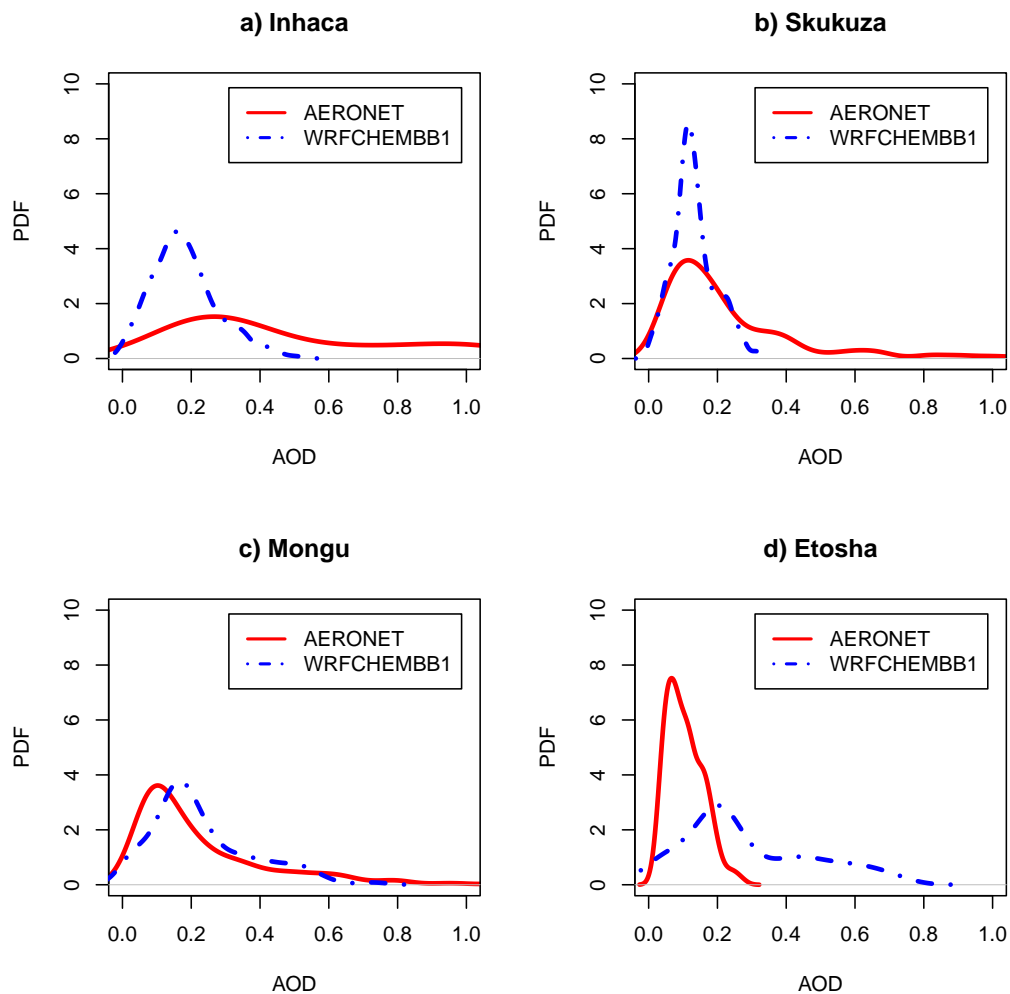 a) Inhaca
b) Skukuza
PDF
0 2 4 6 8 10
AERONET
WRFCHEMBB1
0.0 0.2 0.4 0.6 0.8 1.0
AOD
PDF
0 2 4 6 8 10
AERONET
WRFCHEMBB1
0.0 0.2 0.4 0.6 0.8 1.0
AOD
c) Mongu
d) Etosha
PDF
0 2 4 6 8 10
AERONET
WRFCHEMBB1
0.0 0.2 0.4 0.6 0.8 1.0
AOD
PDF
0 2 4 6 8 10
AERONET
WRFCHEMBB1
0.0 0.2 0.4 0.6 0.8 1.0
AOD